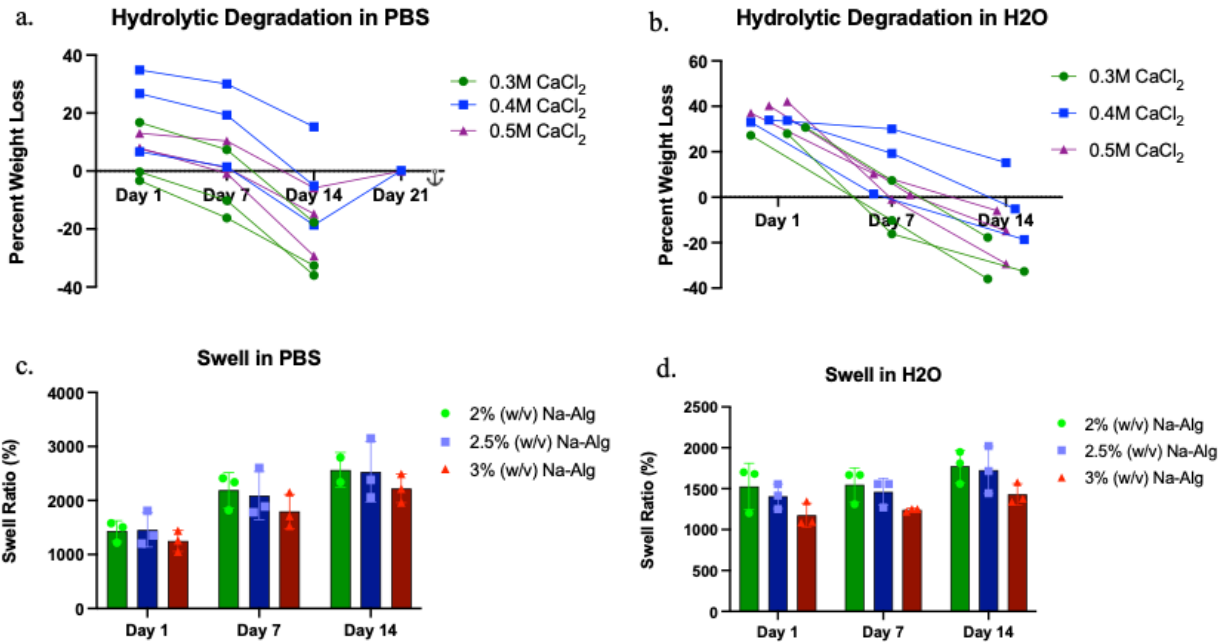 a.
Hydrolytic Degradation in PBS
Percent Weight Loss
40
20
0
-20
-40
Day 1
Day 7
Day 14
Day 21
0.3M CaCl₂
0.4M CaCl₂
0.5M CaCl₂
b.
Hydrolytic Degradation in H2O
Percent Weight Loss
60
40
20
0
-20
-40
Day 1
Day 7
Day 14
0.3M CaCl₂
0.4M CaCl₂
0.5M CaCl₂
c.
Swell in PBS
Swell Ratio (%)
4000
3000
2000
1000
0
Day 1
Day 7
Day 14
2% (w/v) Na-Alg
2.5% (w/v) Na-Alg
3% (w/v) Na-Alg
d.
Swell in H2O
Swell Ratio (%)
2500
2000
1500
1000
500
0
Day 1
Day 7
Day 14
2% (w/v) Na-Alg
2.5% (w/v) Na-Alg
3% (w/v) Na-Alg